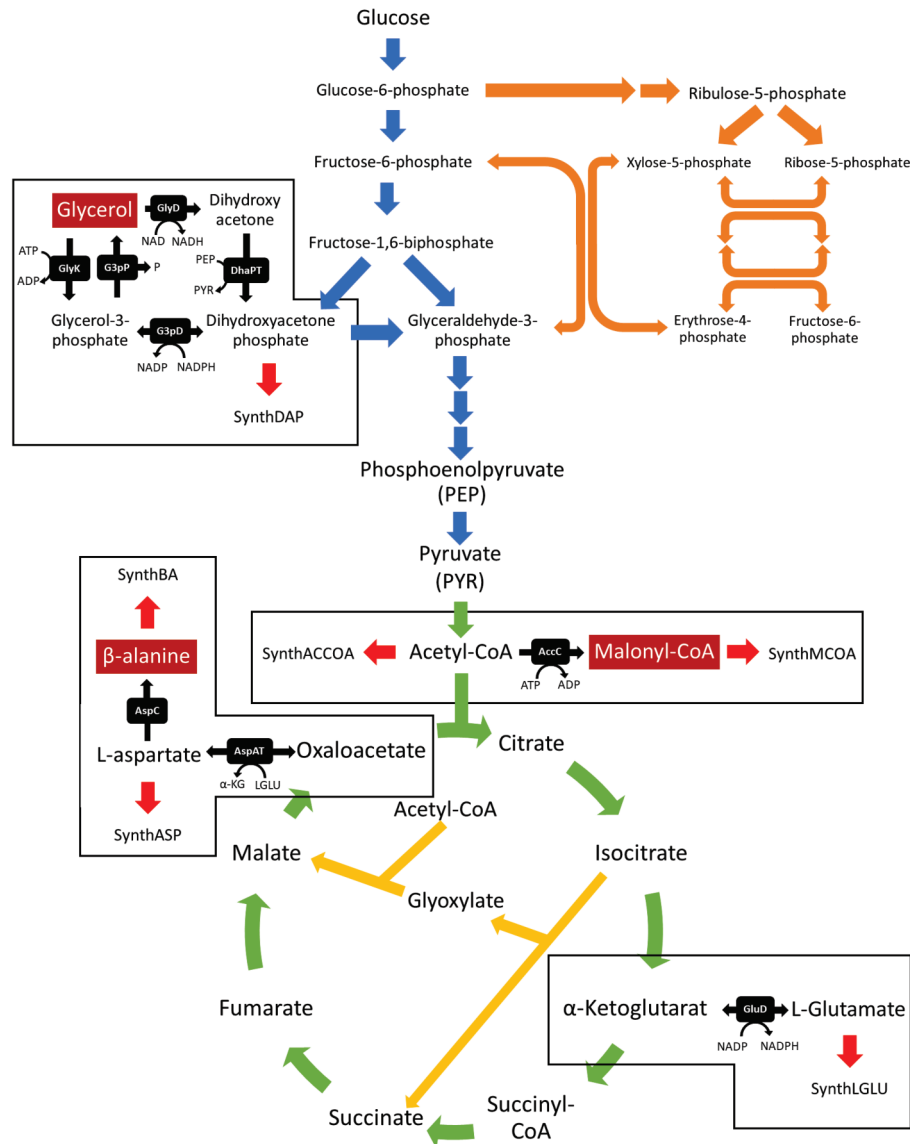 Glucose
Glucose-6-phosphate
Ribulose-5-phosphate
Fructose-6-phosphate
Xylose-5-phosphate
Ribose-5-phosphate
Glycerol
GlyD
Dihydroxy
acetone
NAD
NADH
ATP
GlyK
ADP
G3pP
P
PEP
DhaPT
PYR
Fructose-1,6-biphosphate
Glycerol-3-
phosphate
G3pD
NADP
NADPH
Dihydroxyacetone
phosphate
Glyceraldehyde-3-
phosphate
Erythrose-4-
phosphate
Fructose-6-
phosphate
SynthDAP
Phosphoenolpyruvate
(PEP)
Pyruvate
(PYR)
SynthBA
β-alanine
AspC
L-aspartate
AspAT
α-KG
LGLU
Oxaloacetate
SynthASP
SynthACCOA
Acetyl-CoA
AccC
ATP
ADP
Malonyl-CoA
SynthMCOA
Citrate
Acetyl-CoA
Malate
Isocitrate
Glyoxylate
Fumarate
α-Ketoglutarat
GluD
NADP
NADPH
L-Glutamate
SynthLGLU
Succinyl-
CoA
Succinate